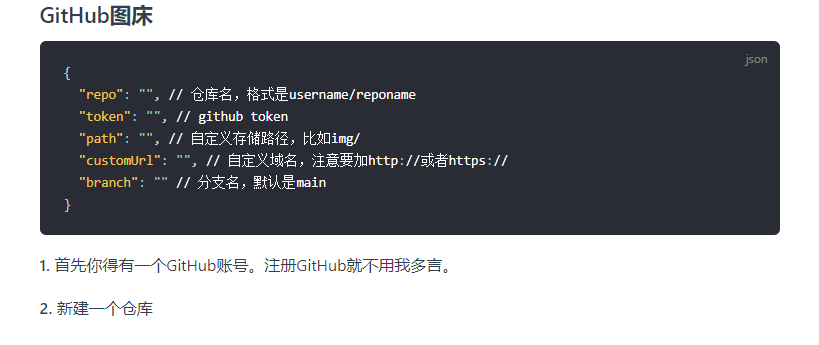 GitHub图床
json
{
  "repo": "", // 仓库名，格式是username/reponame
  "token": "", // github token
  "path": "", // 自定义存储路径，比如img/
  "customUrl": "", // 自定义域名，注意要加http://或者https://
  "branch": "" // 分支名，默认是main
}
1. 首先你得有一个GitHub账号。注册GitHub就不用我多言。
2. 新建一个仓库